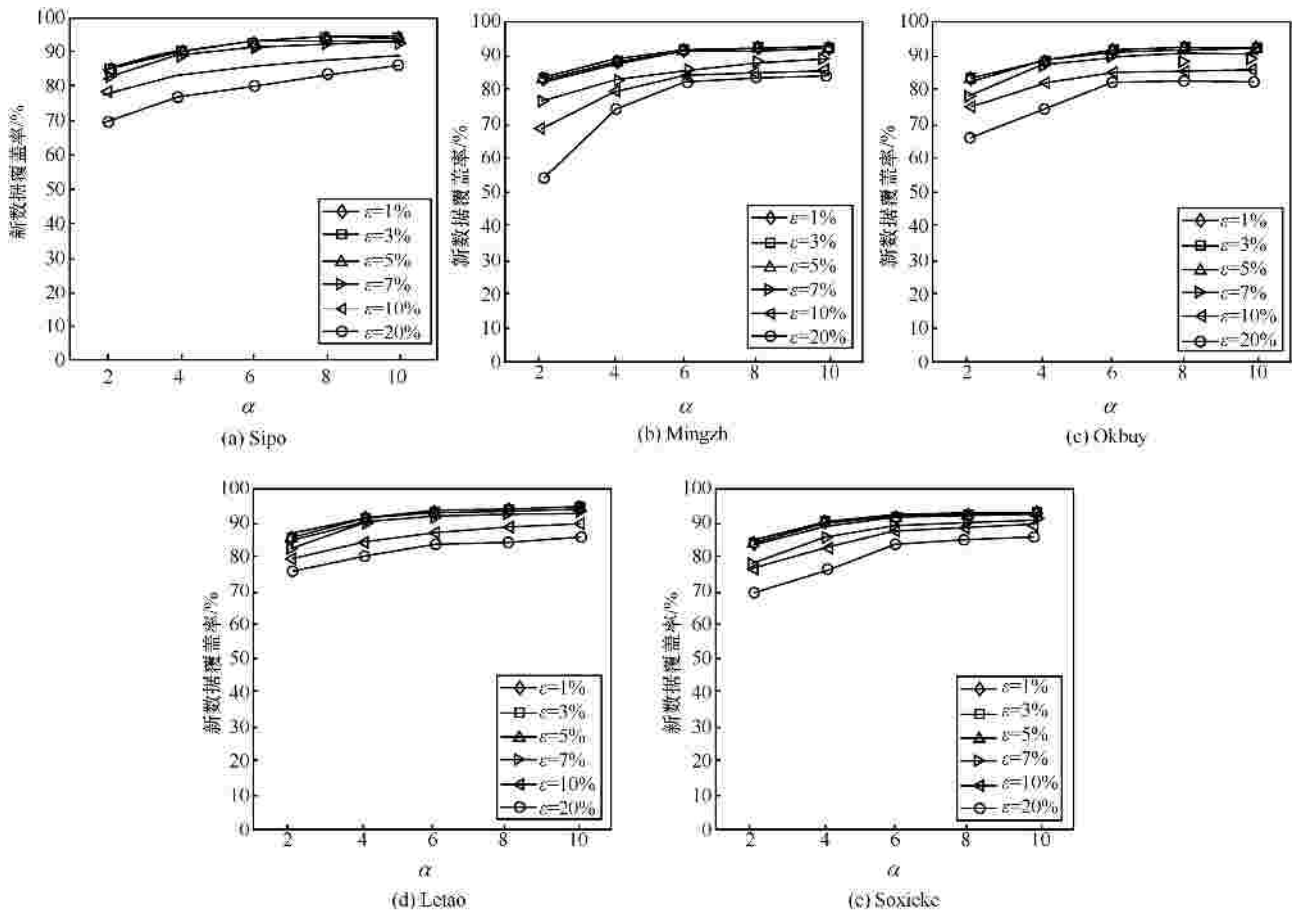 100
90
80
70
60
50
40
30
20
10
0
新数据覆盖率/%
ε=1%
ε=3%
ε=5%
ε=7%
ε=10%
ε=20%
2 4 6 8 10
α
(a) Sipo
100
90
80
70
60
50
40
30
20
10
0
新数据覆盖率/%
ε=1%
ε=3%
ε=5%
ε=7%
ε=10%
ε=20%
2 4 6 8 10
α
(b) Mingzh
100
90
80
70
60
50
40
30
20
10
0
新数据覆盖率/%
ε=1%
ε=3%
ε=5%
ε=7%
ε=10%
ε=20%
2 4 6 8 10
α
(c) Okbuy
100
90
80
70
60
50
40
30
20
10
0
新数据覆盖率/%
ε=1%
ε=3%
ε=5%
ε=7%
ε=10%
ε=20%
2 4 6 8 10
α
(d) Letao
100
90
80
70
60
50
40
30
20
10
0
新数据覆盖率/%
ε=1%
ε=3%
ε=5%
ε=7%
ε=10%
ε=20%
2 4 6 8 10
α
(e) Soxieke